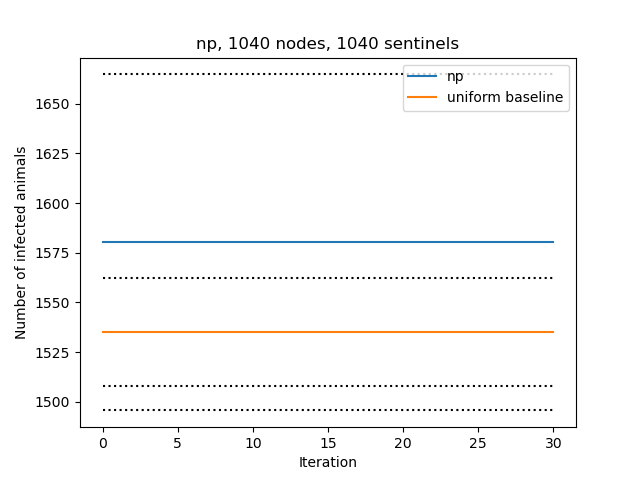 np, 1040 nodes, 1040 sentinels
np
uniform baseline
Number of infected animals
1650
1625
1600
1575
1550
1525
1500
0 5 10 15 20 25 30
Iteration